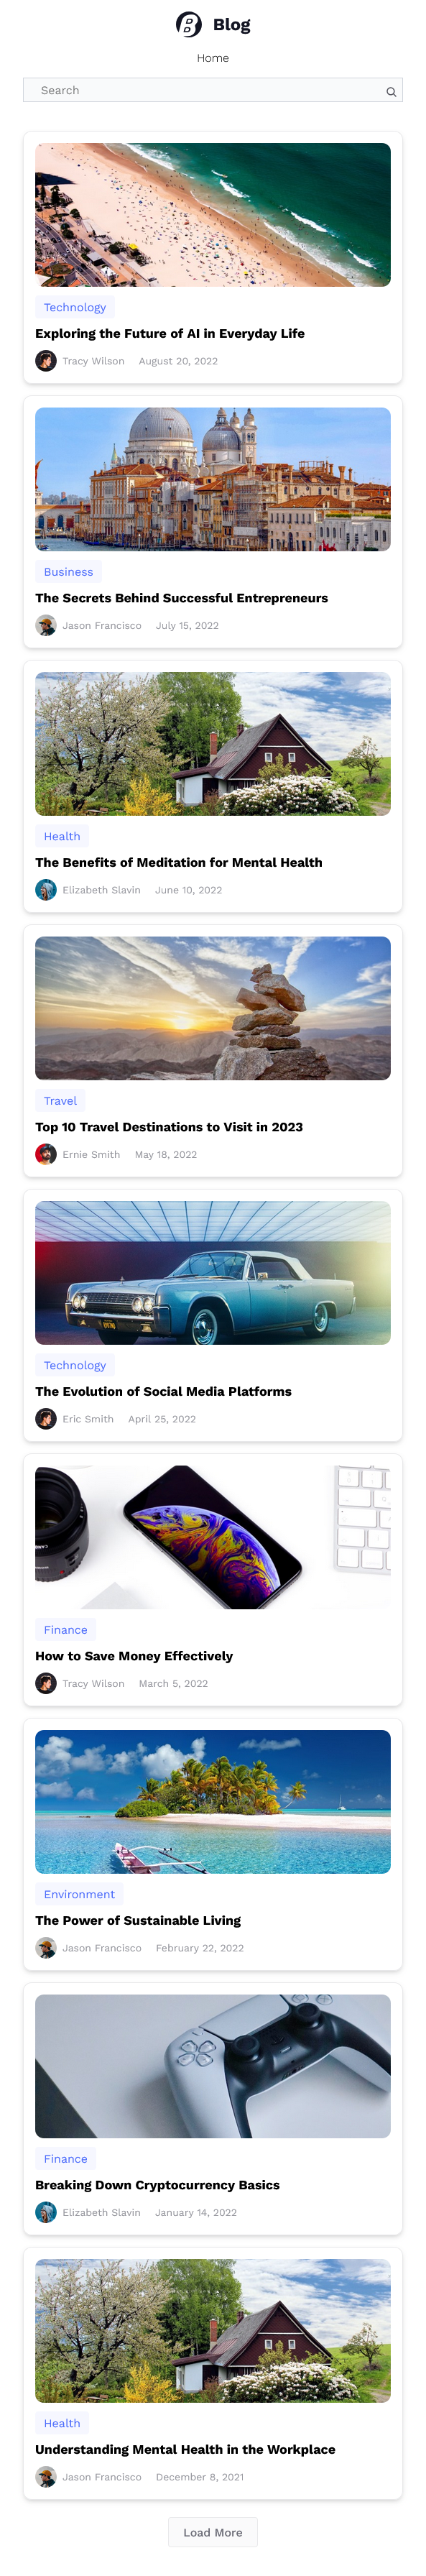 Blog
Home
Search
Technology
Exploring the Future of AI in Everyday Life
Tracy Wilson August 20, 2022
Business
The Secrets Behind Successful Entrepreneurs
Jason Francisco July 15, 2022
Health
The Benefits of Meditation for Mental Health
Elizabeth Slavin June 10, 2022
Travel
Top 10 Travel Destinations to Visit in 2023
Ernie Smith May 18, 2022
Technology
The Evolution of Social Media Platforms
Eric Smith April 25, 2022
Finance
How to Save Money Effectively
Tracy Wilson March 5, 2022
Environment
The Power of Sustainable Living
Jason Francisco February 22, 2022
Finance
Breaking Down Cryptocurrency Basics
Elizabeth Slavin January 14, 2022
Health
Understanding Mental Health in the Workplace
Jason Francisco December 8, 2021
Load More